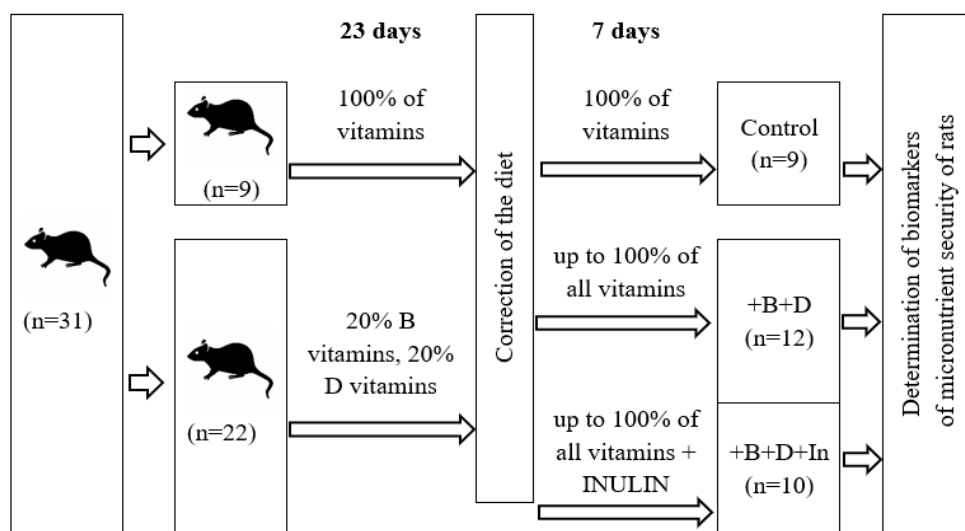 23 days
7 days
(n=31)
(n=9)
100% of
vitamins
(n=22)
20% B
vitamins, 20%
D vitamins
Correction of the diet
100% of
vitamins
Control
(n=9)
up to 100% of
all vitamins
+B+D
(n=12)
up to 100% of
all vitamins +
INULIN
+B+D+In
(n=10)
Determination of biomarkers
of micronutrient security of rats